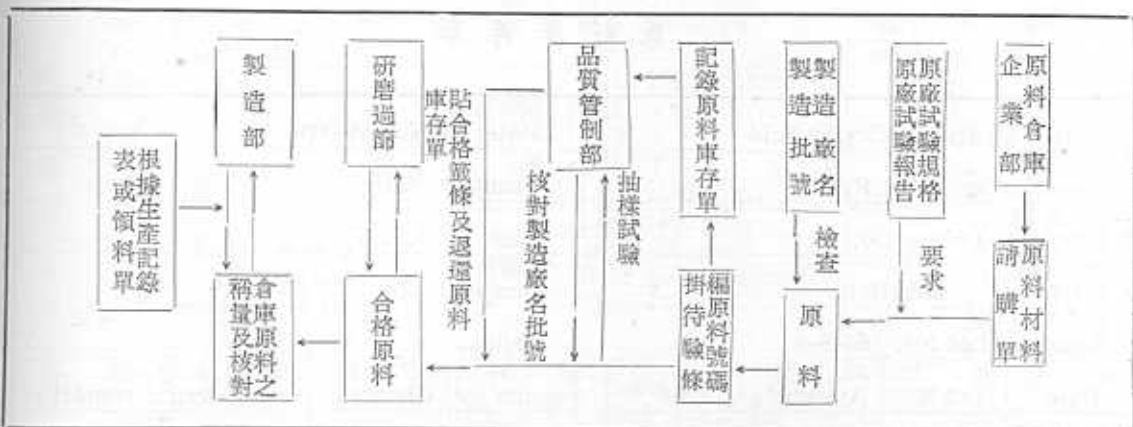 原料倉庫
企業部
原料材料
請購單
原廠試驗規格
原廠試驗報告
要求
製造廠名
製造批號
檢查
原料
記錄原料庫存單
編原料號碼
掛待驗條
品質管制部
抽樣試驗
核對製造廠名批號
貼合格籤條及退還原料
庫存單
研磨過篩
合格原料
製造部
倉庫原料之
稱量及核對
根據生產記錄
表或領料單